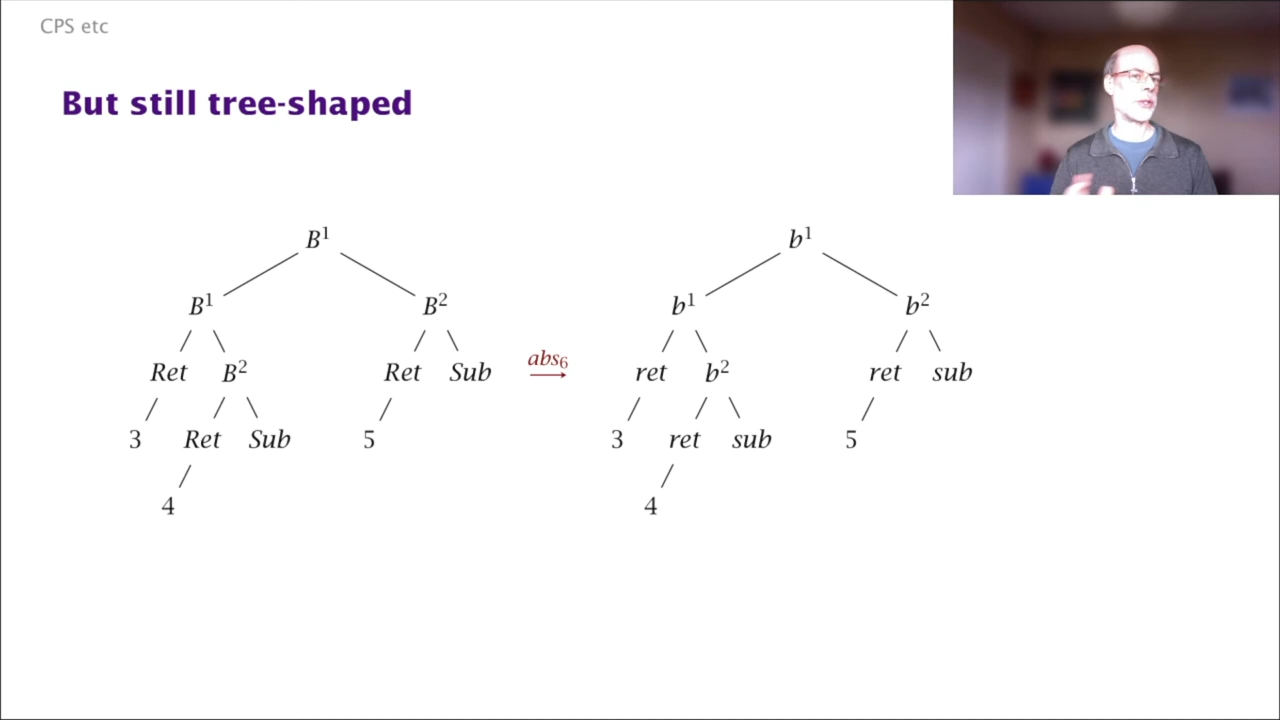 CPS etc
But still tree-shaped
B¹ b¹
B¹ B² b¹ b²
Ret B² Ret Sub abs₆ ret b² ret sub
3 Ret Sub 5 3 ret sub 5
4 4